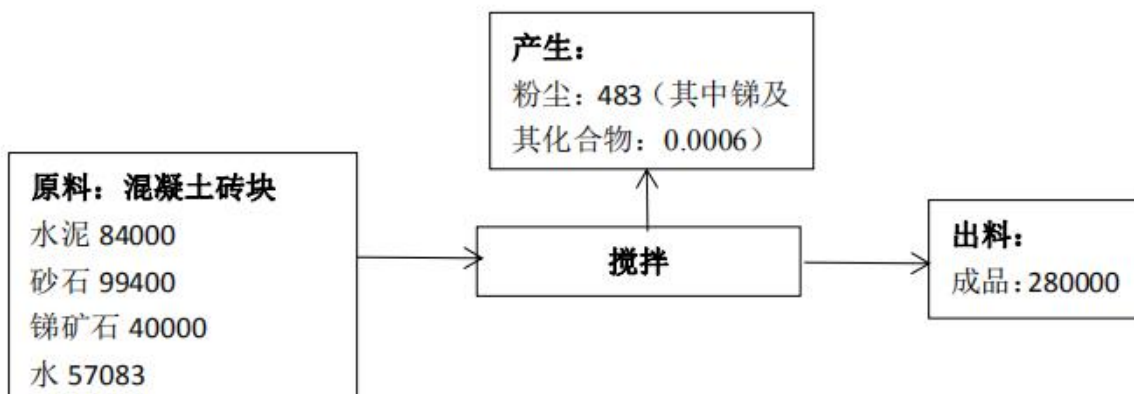 产生：
粉尘：483（其中锑及
其化合物：0.0006）
原料：混凝土砖块
水泥 84000
砂石 99400
锑矿石 40000
水 57083
搅拌
出料：
成品：280000